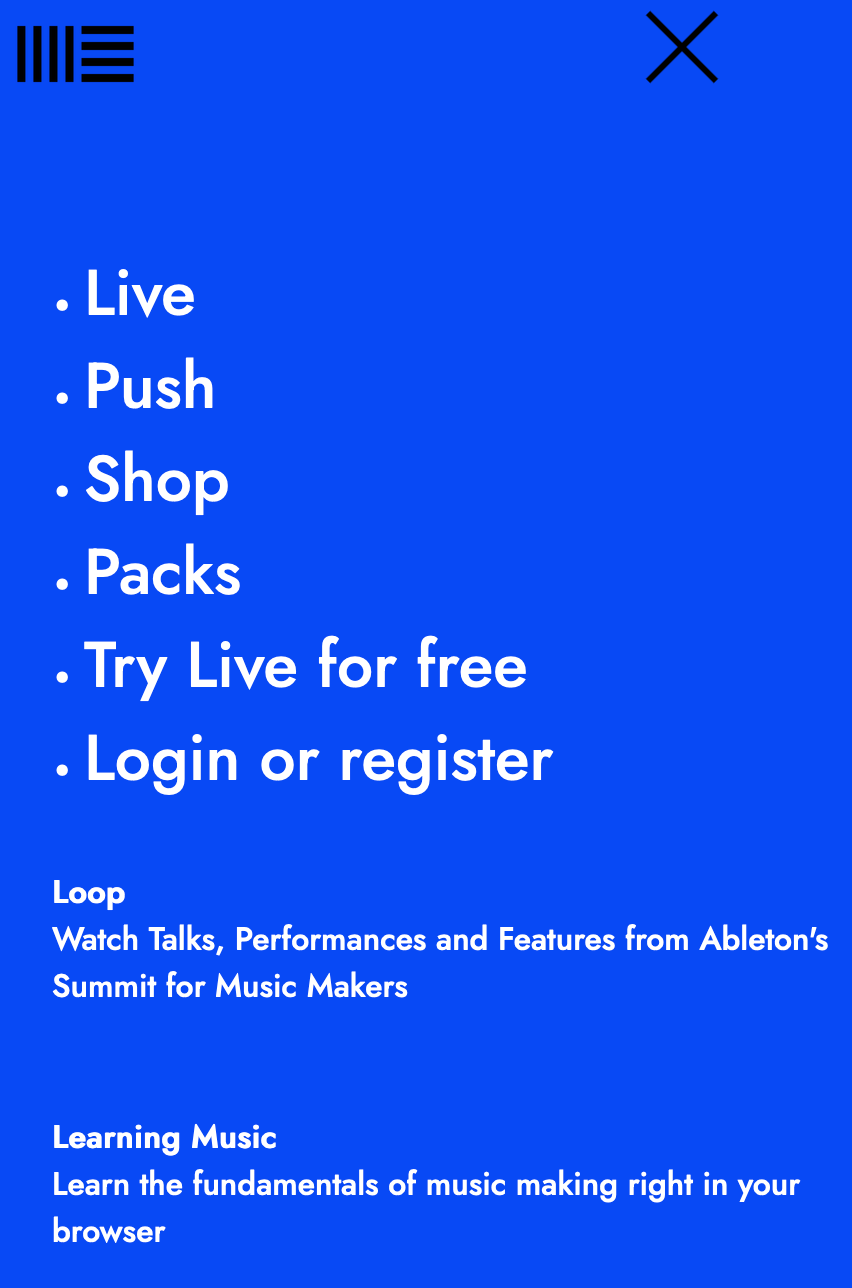 • Live
• Push
• Shop
• Packs
• Try Live for free
• Login or register
Loop
Watch Talks, Performances and Features from Ableton's
Summit for Music Makers
Learning Music
Learn the fundamentals of music making right in your
browser